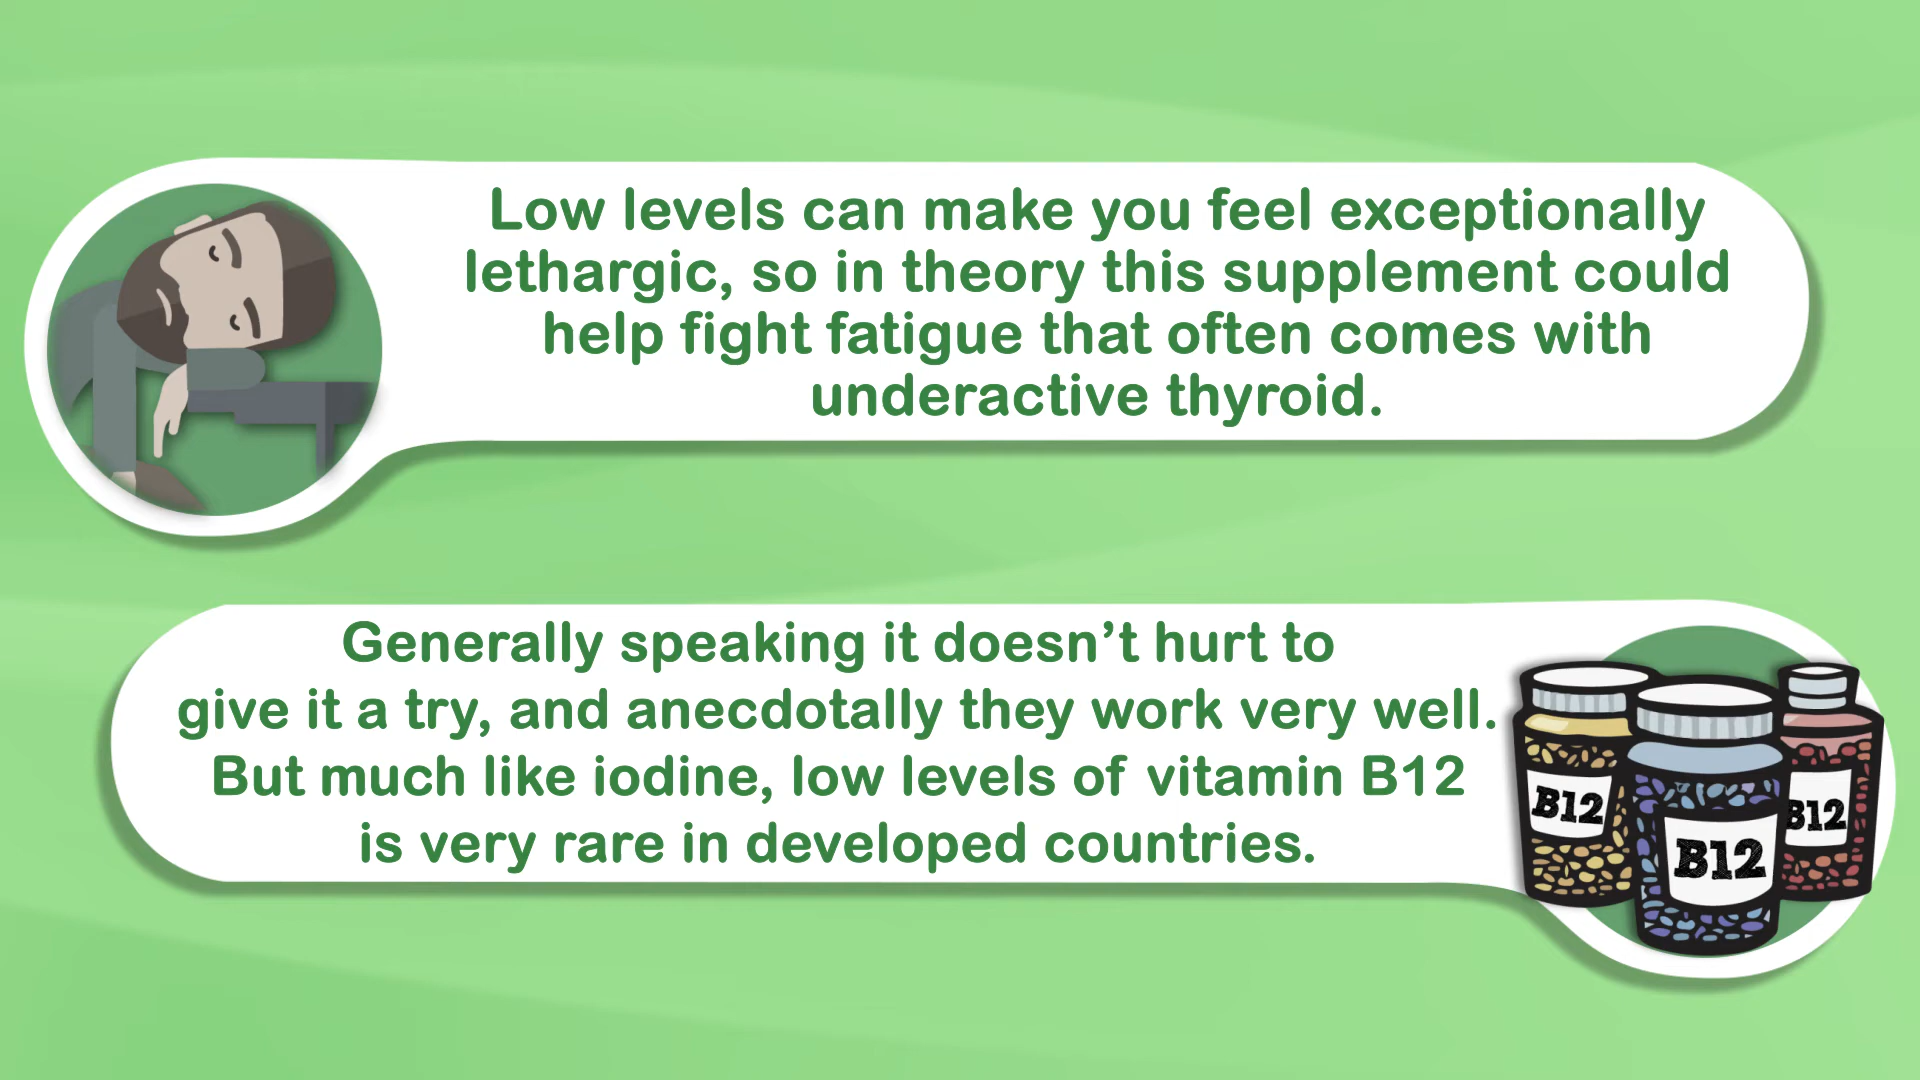 Low levels can make you feel exceptionally
lethargic, so in theory this supplement could
help fight fatigue that often comes with
underactive thyroid.
Generally speaking it doesn’t hurt to
give it a try, and anecdotally they work very well.
But much like iodine, low levels of vitamin B12
is very rare in developed countries.
B12
B12
B12